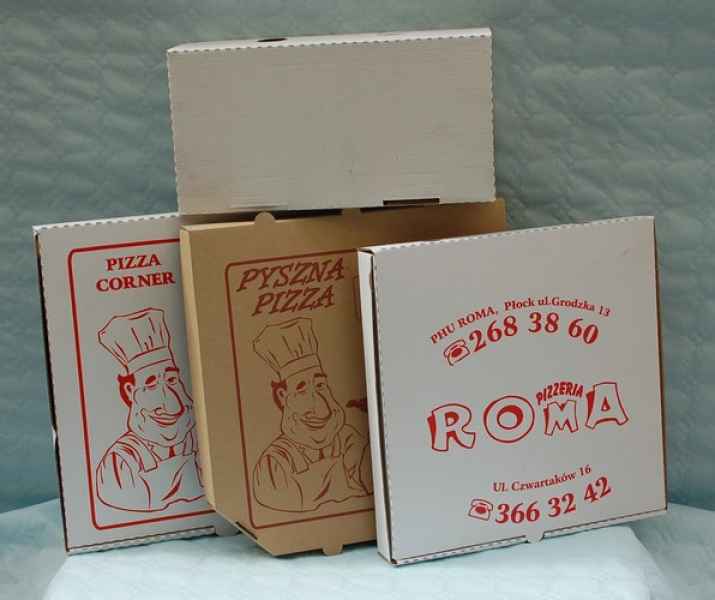 PIZZA
CORNER
PYSZNA
PIZZA
PHU ROMA, Płock ul.Grodzka 13
268 38 60
PIZZERIA
ROMA
Ul. Czwartaków 16
366 32 42